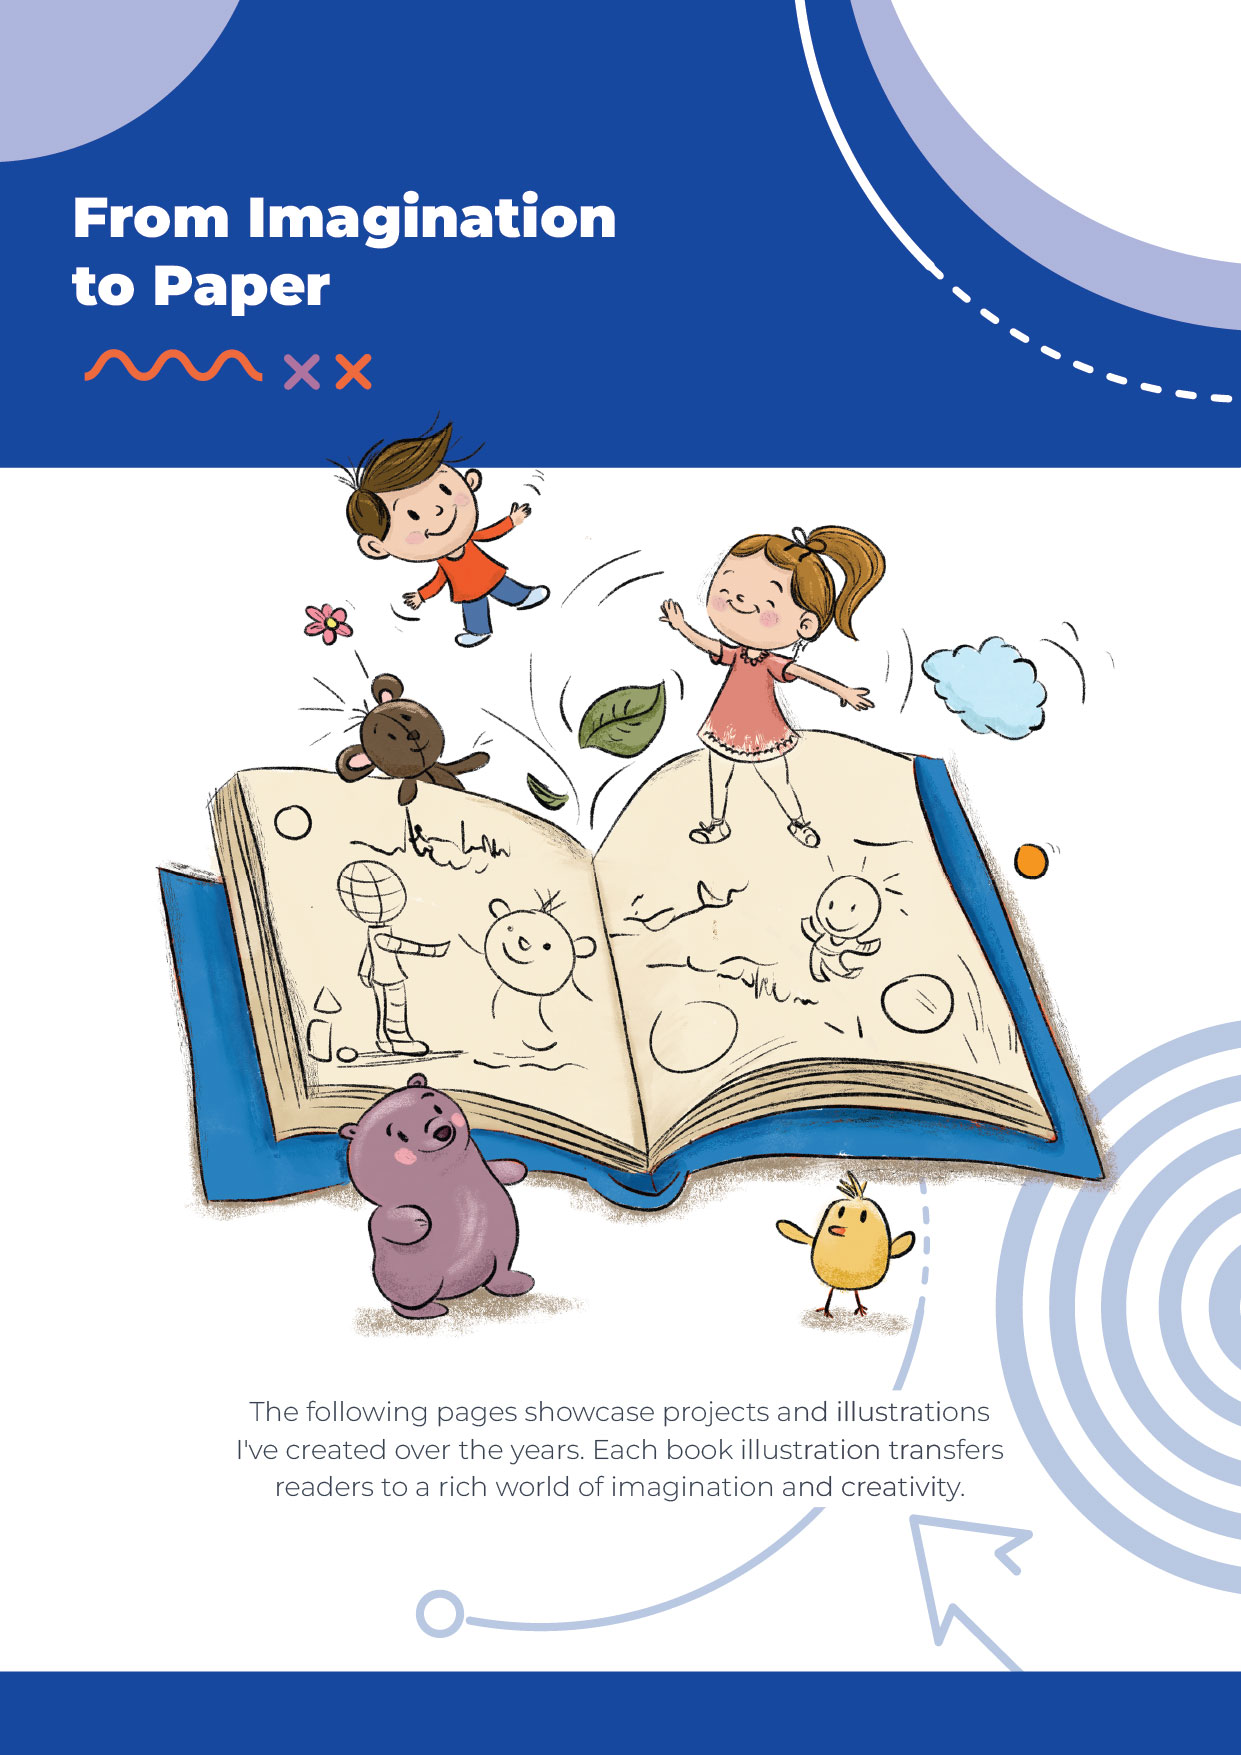 From Imagination
to Paper
The following pages showcase projects and illustrations
I've created over the years. Each book illustration transfers
readers to a rich world of imagination and creativity.